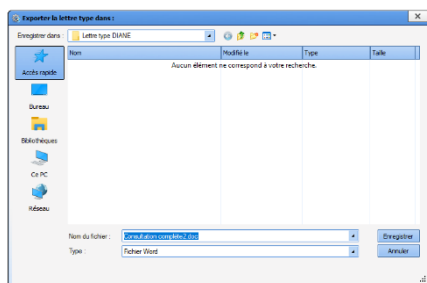 Exporter la lettre type dans :
Enregistrer dans : Lettre type DIANE
Nom Modifié le Type Taille
Aucun élément ne correspond à votre recherche.
Accès rapide
Bureau
Bibliothèques
Ce PC
Réseau
Nom du fichier : Consultation complète2.doc Enregistrer
Type : Fichier Word Annuler